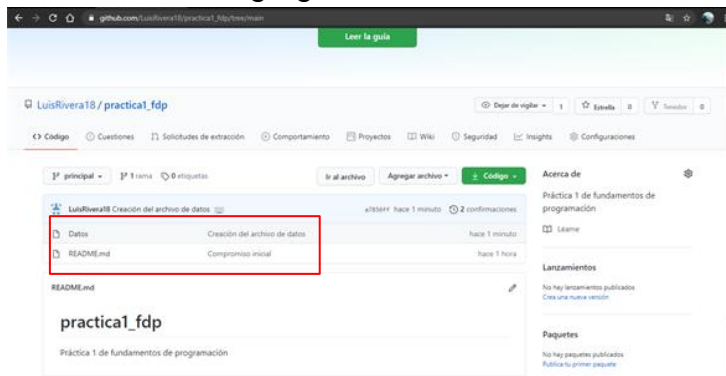 github.com/LuisRivera18/practica1_fdp/tree/main
Leer la guía
LuisRivera18 / practica1_fdp
Dejar de vigilar 1 Estrella 0 Tenedor 0
Código Cuestiones Solicitudes de extracción Comportamiento Proyectos Wiki Seguridad Insights Configuraciones
principal 1 rama 0 etiquetas Ir al archivo Agregar archivo Código
Acerca de
Práctica 1 de fundamentos de programación
Léame
LuisRivera18 Creación del archivo de datos hace 1 minuto 2 confirmaciones
Datos Creación del archivo de datos hace 1 minuto
README.md Compromiso inicial hace 1 hora
Lanzamientos
No hay lanzamientos publicados
Crea una nueva versión
README.md
practica1_fdp
Práctica 1 de fundamentos de programación
Paquetes
No hay paquetes publicados
Publica tu primer paquete